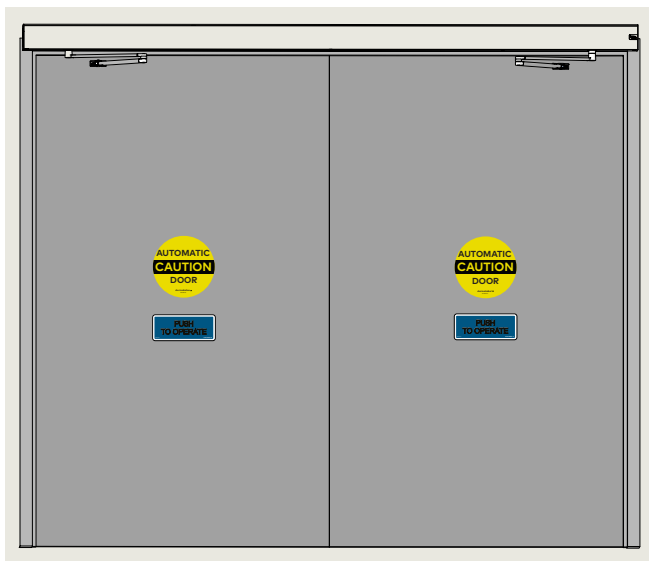 AUTOMATIC
CAUTION
DOOR
PUSH
TO OPERATE
AUTOMATIC
CAUTION
DOOR
PUSH
TO OPERATE